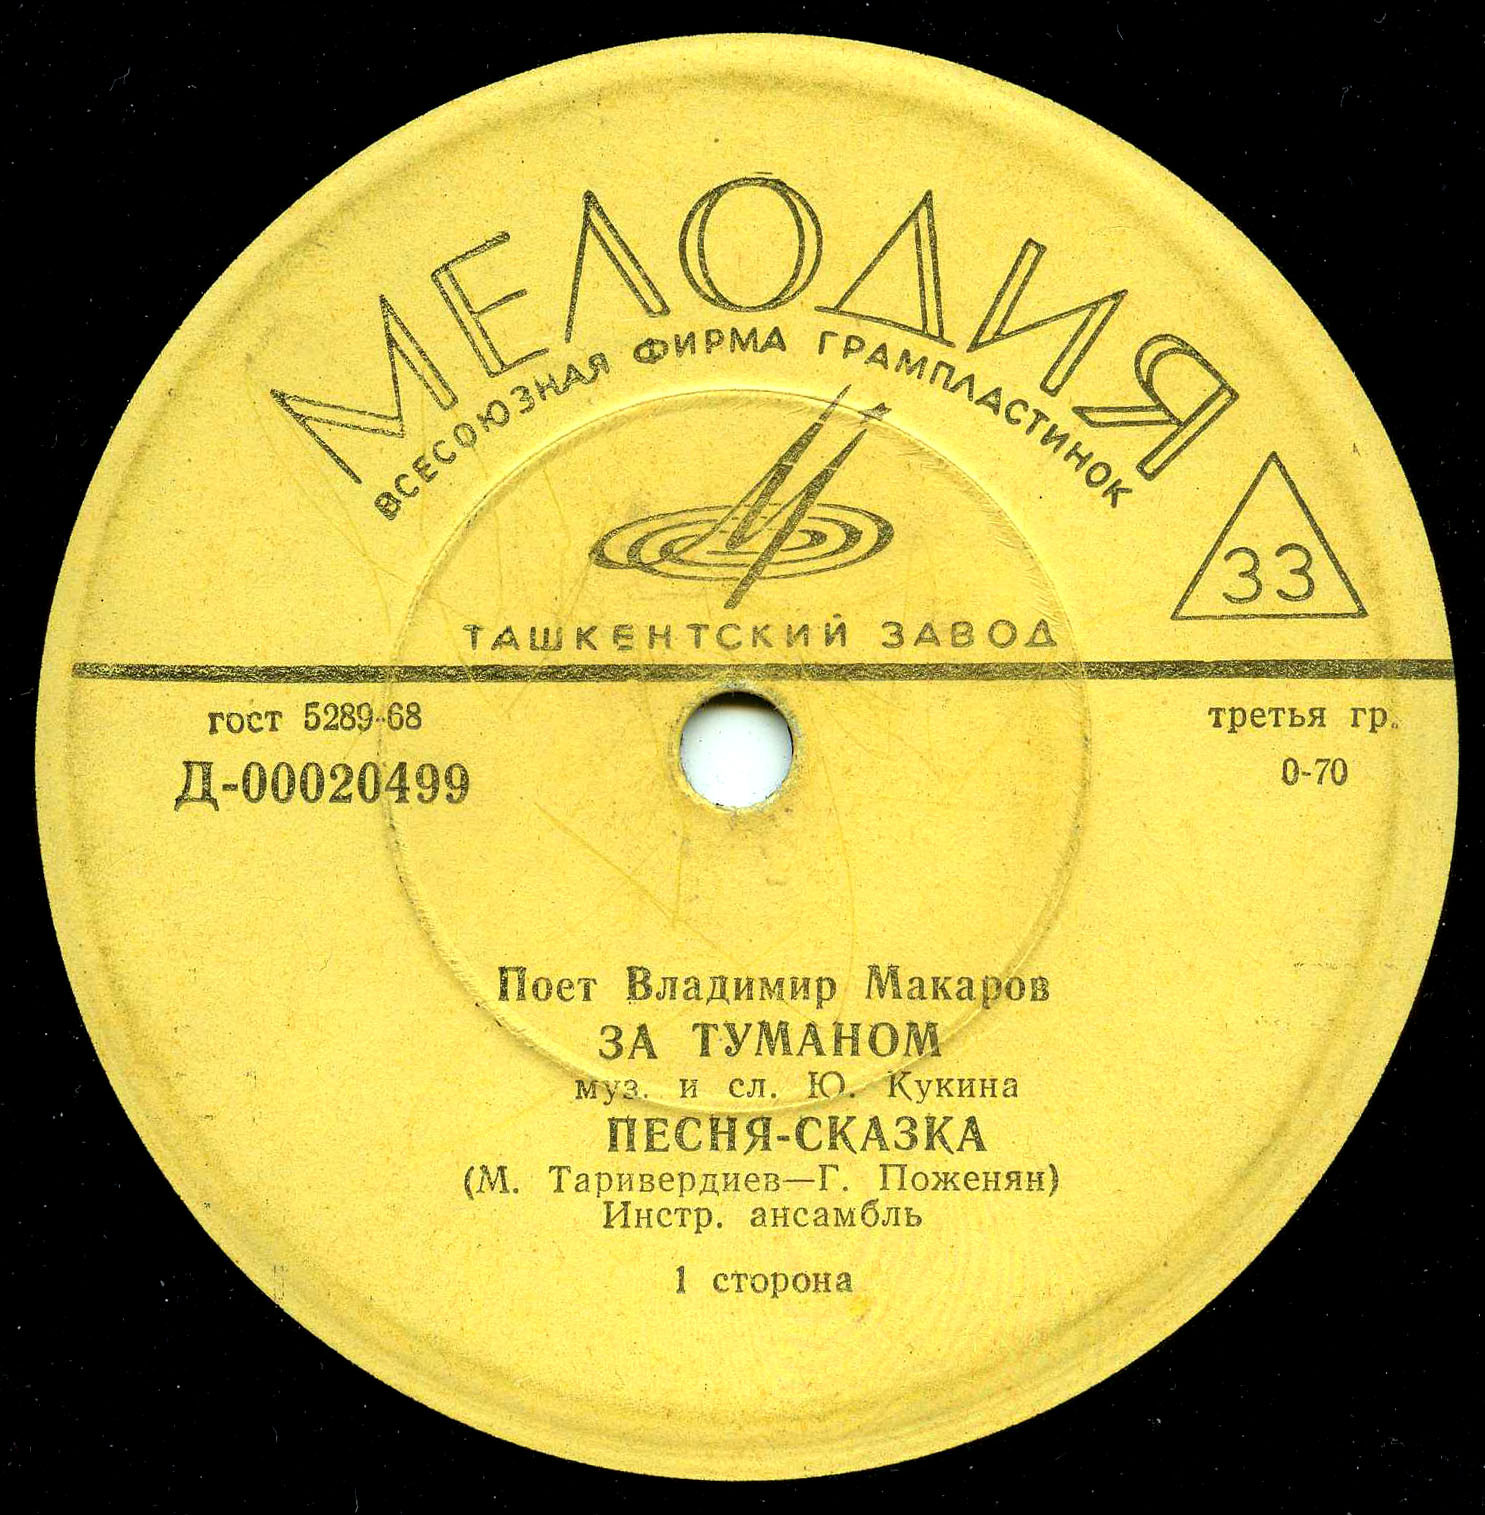 МЕЛОДИЯ
ВСЕСОЮЗНАЯ ФИРМА ГРАМПЛАСТИНОК
33
ТАШКЕНТСКИЙ ЗАВОД
гост 5289-68
третья гр.
Д-00020499
0-70
Поет Владимир Макаров
ЗА ТУМАНОМ
муз. и сл. Ю. Кукина
ПЕСНЯ-СКАЗКА
(М. Таривердиев—Г. Поженян)
Инстр. ансамбль
1 сторона